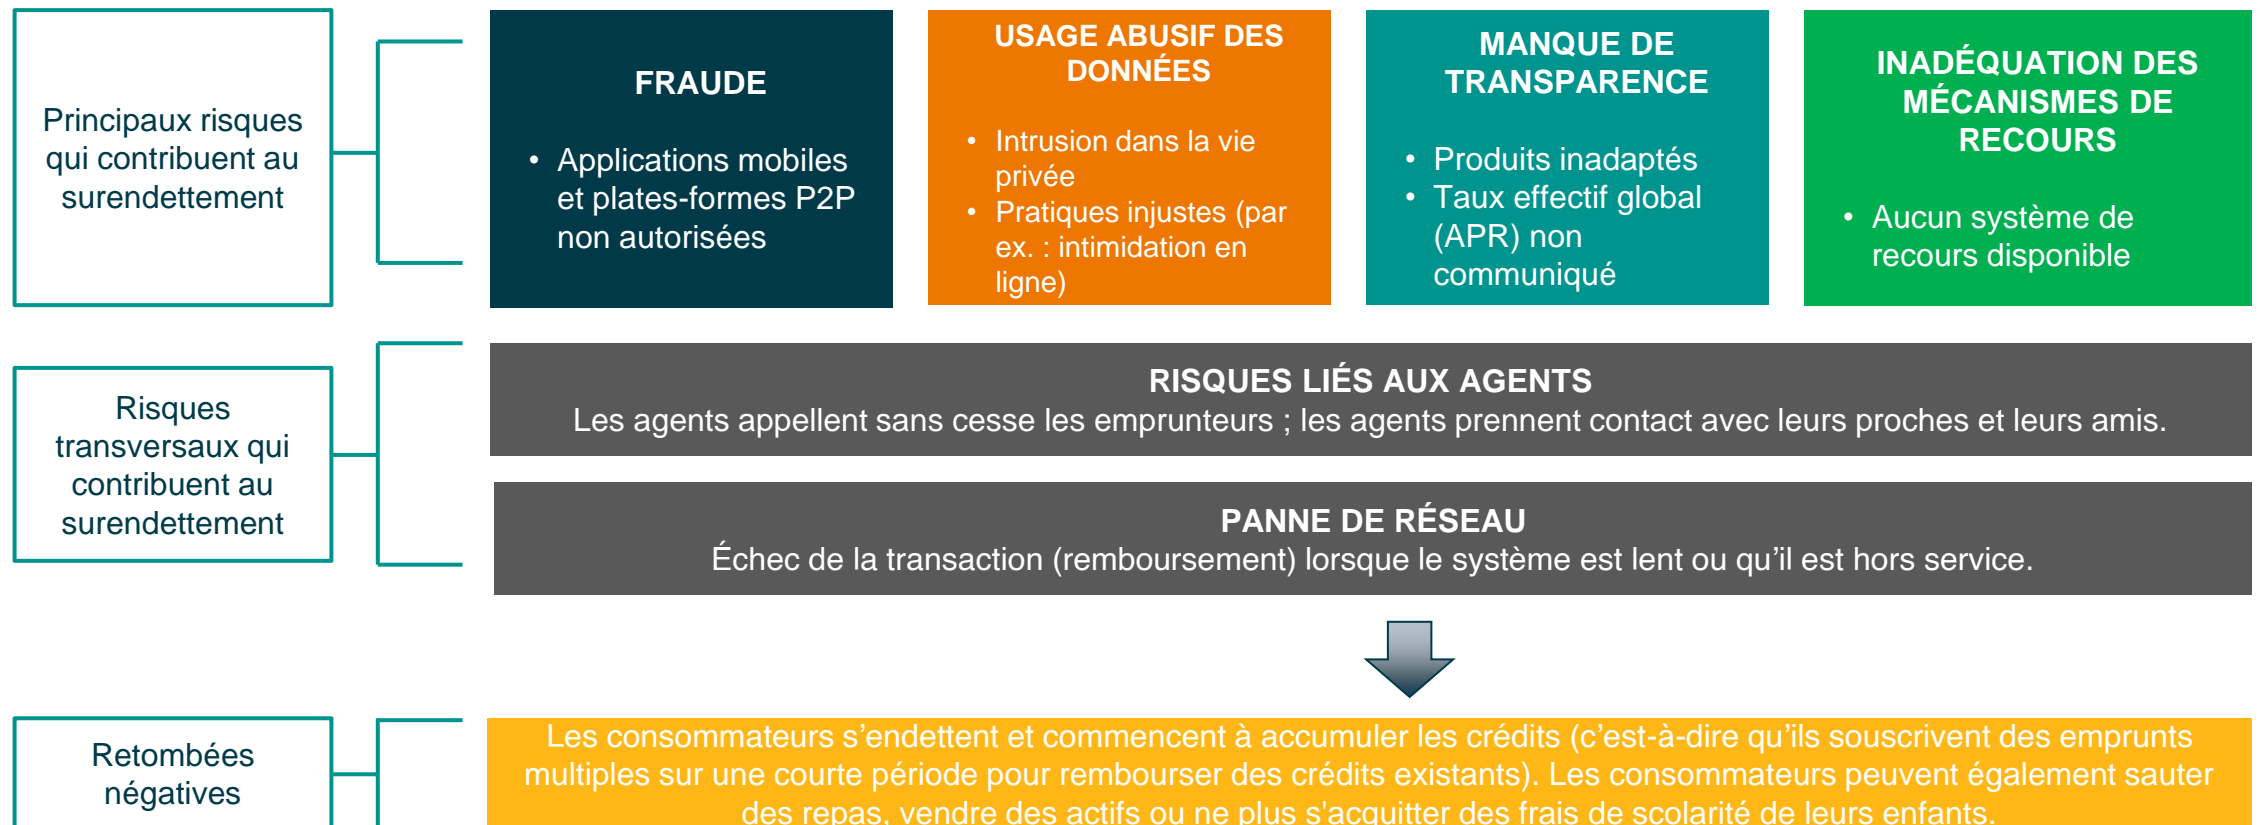 Principaux risques
qui contribuent au
surendettement
FRAUDE
• Applications mobiles
et plates-formes P2P
non autorisées
USAGE ABUSIF DES
DONNÉES
• Intrusion dans la vie
privée
• Pratiques injustes (par
ex. : intimidation en
ligne)
MANQUE DE
TRANSPARENCE
• Produits inadaptés
• Taux effectif global
(APR) non
communiqué
INADÉQUATION DES
MÉCANISMES DE
RECOURS
• Aucun système de
recours disponible
Risques
transversaux qui
contribuent au
surendettement
RISQUES LIÉS AUX AGENTS
Les agents appellent sans cesse les emprunteurs ; les agents prennent contact avec leurs proches et leurs amis.
PANNE DE RÉSEAU
Échec de la transaction (remboursement) lorsque le système est lent ou qu’il est hors service.
Retombées
négatives
Les consommateurs s’endettent et commencent à accumuler les crédits (c’est-à-dire qu’ils souscrivent des emprunts
multiples sur une courte période pour rembourser des crédits existants). Les consommateurs peuvent également sauter
des repas, vendre des actifs ou ne plus s'acquitter des frais de scolarité de leurs enfants.